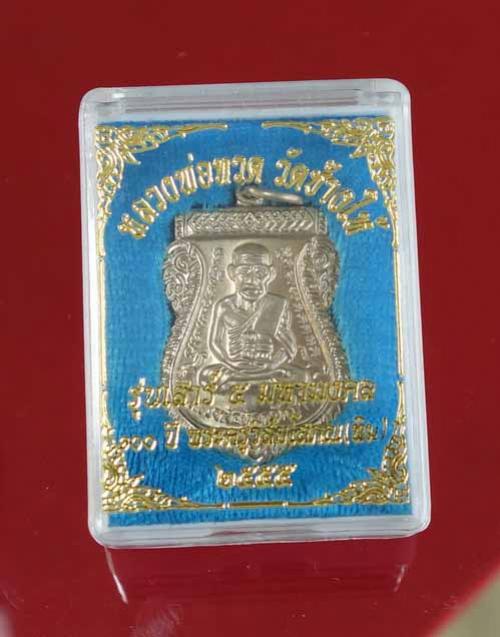 หลวงพ่อทวด วัดช้างให้
รุ่นเสาร์ ๕ มหามงคล
๑๐๐ ปี พระครูวิสัยโสภณ(ทิม)
๒๕๕๕